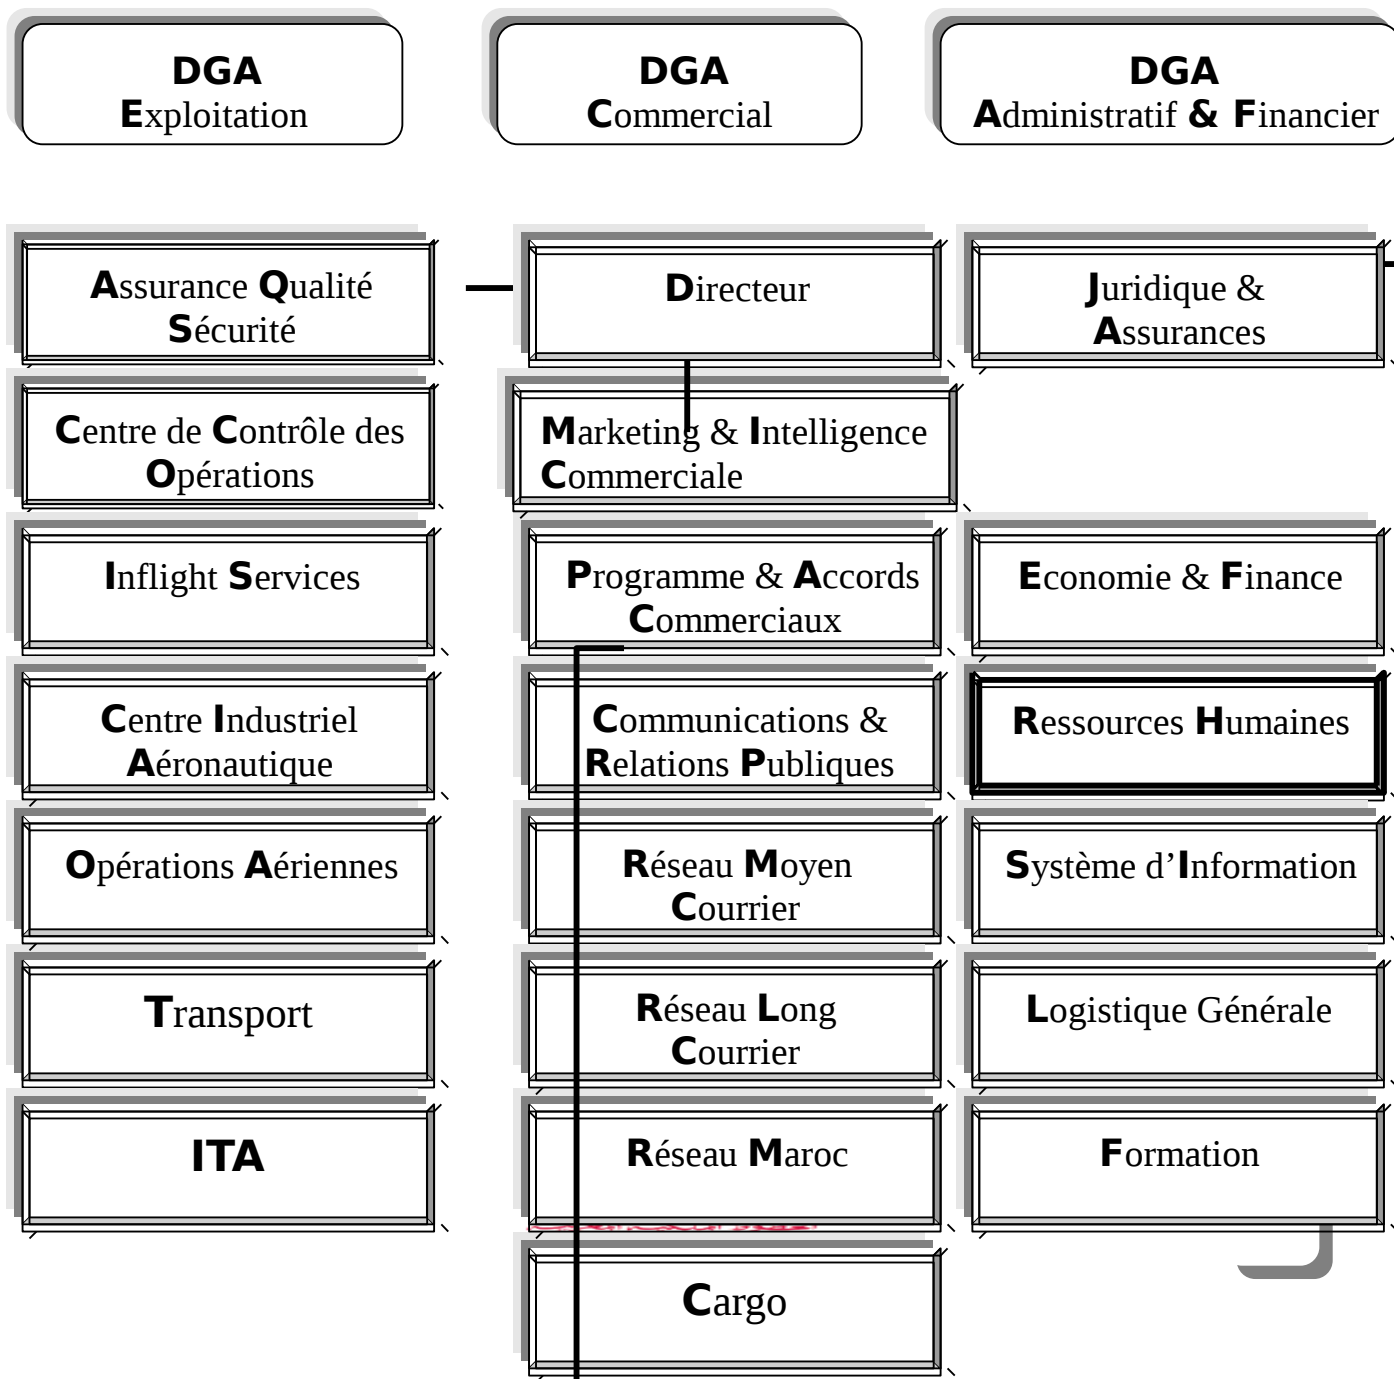 DGA
Exploitation
DGA
Commercial
DGA
Administratif & Financier
Assurance Qualité
Sécurité
Centre de Contrôle des
Opérations
Inflight Services
Centre Industriel
Aéronautique
Opérations Aériennes
Transport
ITA
Directeur
Marketing & Intelligence
Commerciale
Programme & Accords
Commerciaux
Communications &
Relations Publiques
Réseau Moyen
Courrier
Réseau Long
Courrier
Réseau Maroc
Cargo
Juridique &
Assurances
Economie & Finance
Ressources Humaines
Système d’Information
Logistique Générale
Formation